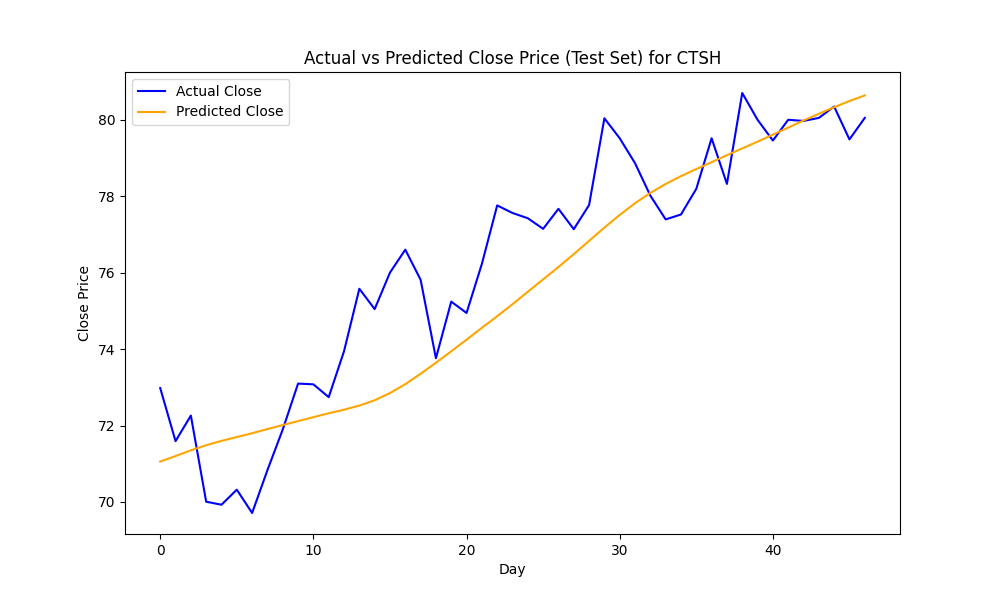 Actual vs Predicted Close Price (Test Set) for CTSH
Actual Close
Predicted Close
Close Price
80
78
76
74
72
70
0 10 20 30 40
Day